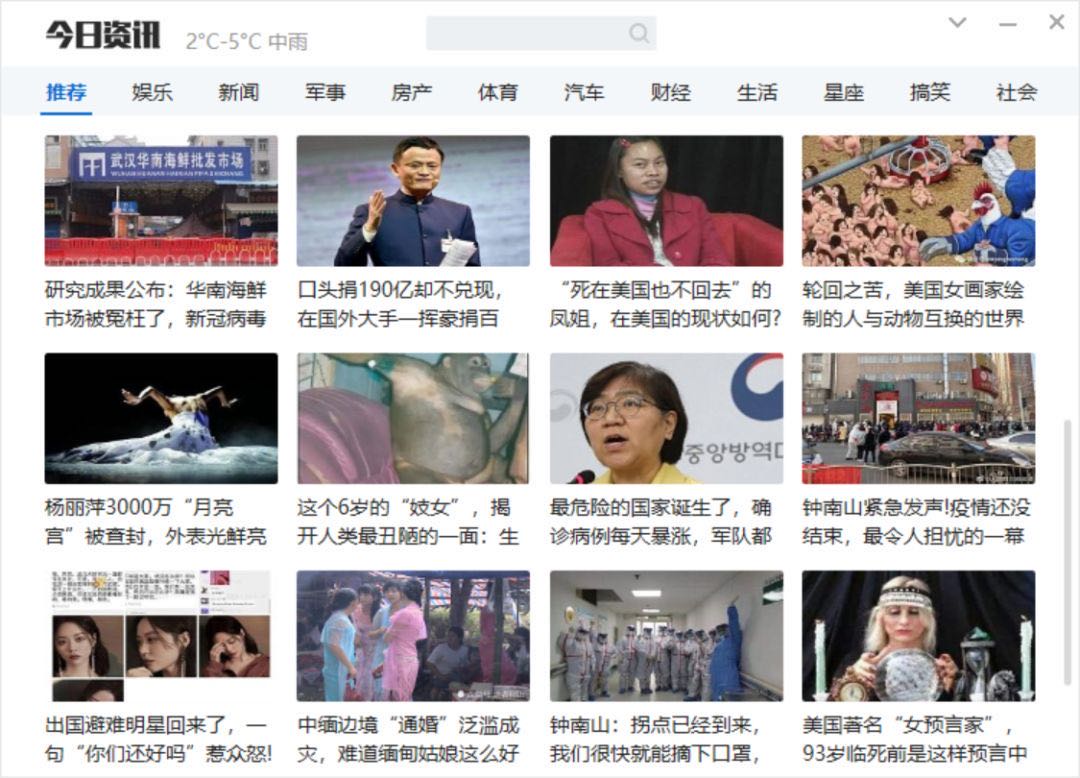 今日资讯
2°C-5°C 中雨
推荐 娱乐 新闻 军事 房产 体育 汽车 财经 生活 星座 搞笑 社会
武汉华南海鲜批发市场
研究成果公布：华南海鲜
市场被冤枉了，新冠病毒
口头捐190亿却不兑现，
在国外大手一挥豪捐百
“死在美国也不回去”的
凤姐，在美国的现状如何?
轮回之苦，美国女画家绘
制的人与动物互换的世界
중앙방역대
杨丽萍3000万“月亮
宫”被查封，外表光鲜亮
这个6岁的“妓女”，揭
开人类最丑陋的一面：生
最危险的国家诞生了，确
诊病例每天暴涨，军队都
钟南山紧急发声!疫情还没
结束，最令人担忧的一幕
出国避难明星回来了，一
句“你们还好吗”惹众怒!
中缅边境“通婚”泛滥成
灾，难道缅甸姑娘这么好
钟南山：拐点已经到来，
我们很快就能摘下口罩，
美国著名“女预言家”，
93岁临死前是这样预言中